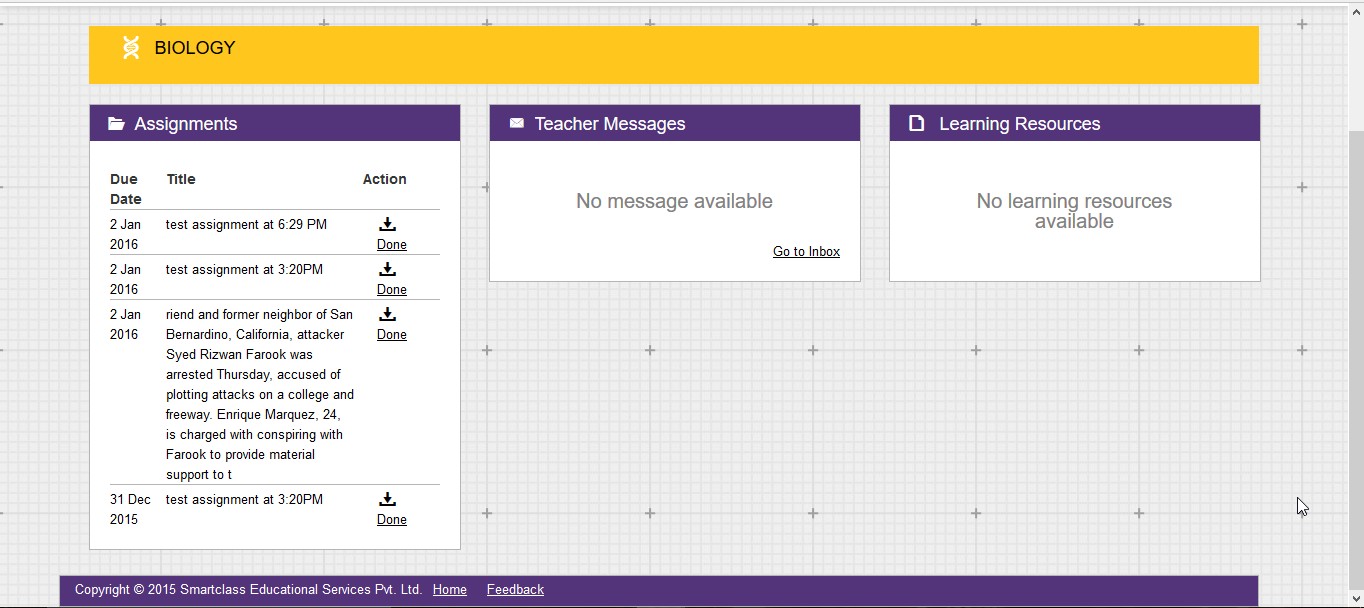 BIOLOGY
Assignments
Due Title Action
Date
2 Jan test assignment at 6:29 PM
2016 Done
2 Jan test assignment at 3:20PM
2016 Done
2 Jan riend and former neighbor of San
2016 Bernardino, California, attacker Done
Syed Rizwan Farook was
arrested Thursday, accused of
plotting attacks on a college and
freeway. Enrique Marquez, 24,
is charged with conspiring with
Farook to provide material
support to t
31 Dec test assignment at 3:20PM
2015 Done
Teacher Messages
No message available
Go to Inbox
Learning Resources
No learning resources
available
Copyright © 2015 Smartclass Educational Services Pvt. Ltd. Home Feedback